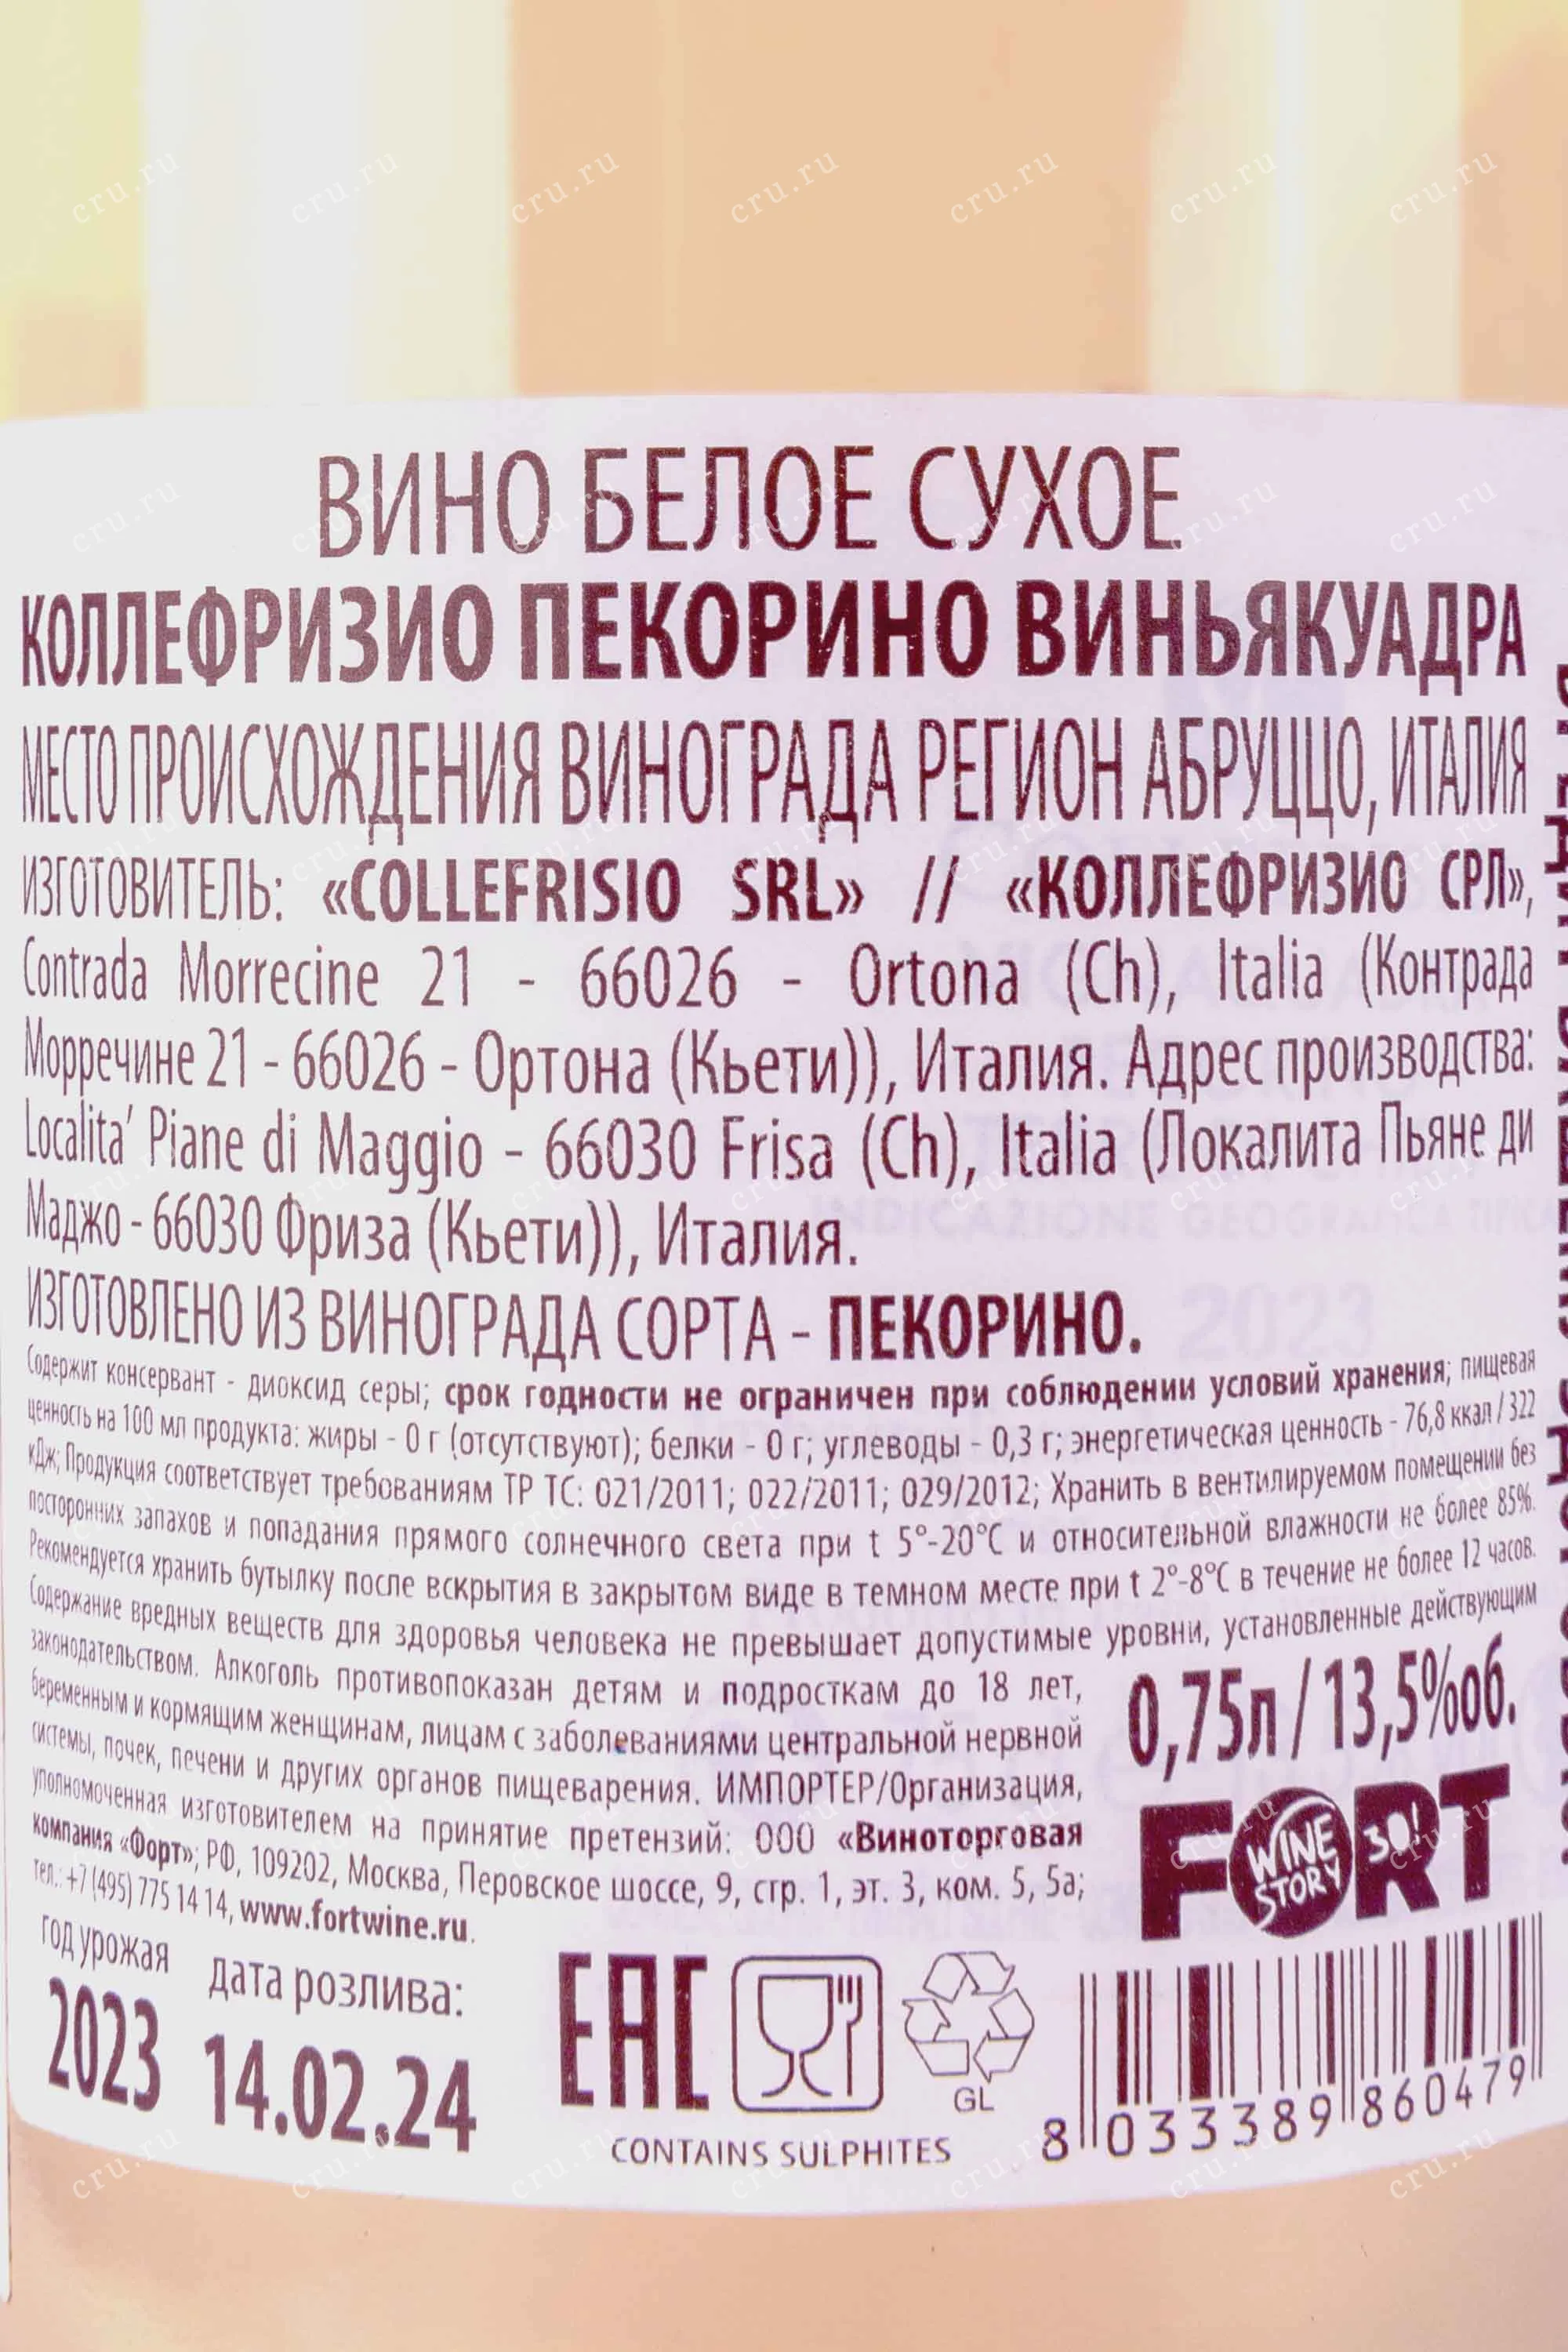 ВИНО БЕЛОЕ СУХОЕ
КОЛЛЕФРИЗИО ПЕКОРИНО ВИНЬЯКУАДРА
МЕСТО ПРОИСХОЖДЕНИЯ ВИНОГРАДА РЕГИОН АБРУЦЦО, ИТАЛИЯ
ИЗГОТОВИТЕЛЬ: «COLLEFRISIO SRL» // «КОЛЛЕФРИЗИО СРЛ»,
Contrada Morrecine 21 - 66026 - Ortona (Ch), Italia (Контрада
Морречине 21 - 66026 - Ортона (Кьети)), Италия. Адрес производства:
Localita' Piane di Maggio - 66030 Frisa (Ch), Italia (Локалита Пьяне ди
Маджо - 66030 Фриза (Кьети)), Италия.
ИЗГОТОВЛЕНО ИЗ ВИНОГРАДА СОРТА - ПЕКОРИНО.
Содержит консервант - диоксид серы; срок годности не ограничен при соблюдении условий хранения; пищевая
ценность на 100 мл продукта: жиры - 0 г (отсутствуют); белки - 0 г; углеводы - 0,3 г; энергетическая ценность - 76,8 ккал / 322
кДж; Продукция соответствует требованиям ТР ТС: 021/2011; 022/2011; 029/2012; Хранить в вентилируемом помещении без
посторонних запахов и попадания прямого солнечного света при t 5°-20°C и относительной влажности не более 85%.
Рекомендуется хранить бутылку после вскрытия в закрытом виде в темном месте при t 2°-8°C в течение не более 12 часов.
Содержание вредных веществ для здоровья человека не превышает допустимые уровни, установленные действующим
законодательством. Алкоголь противопоказан детям и подросткам до 18 лет,
беременным и кормящим женщинам, лицам с заболеваниями центральной нервной
системы, почек, печени и других органов пищеварения. ИМПОРТЕР/Организация,
уполномоченная изготовителем на принятие претензий: ООО «Виноторговая
компания «Форт»; РФ, 109202, Москва, Перовское шоссе, 9, стр. 1, эт. 3, ком. 5, 5а;
тел.: +7 (495) 775 14 14, www.fortwine.ru.
0,75л / 13,5%об.
FORT
WINE STORY
30!
год урожая
2023
дата розлива:
14.02.24
EAC
GL
CONTAINS SULPHITES
8 033389 860479
cru.ru